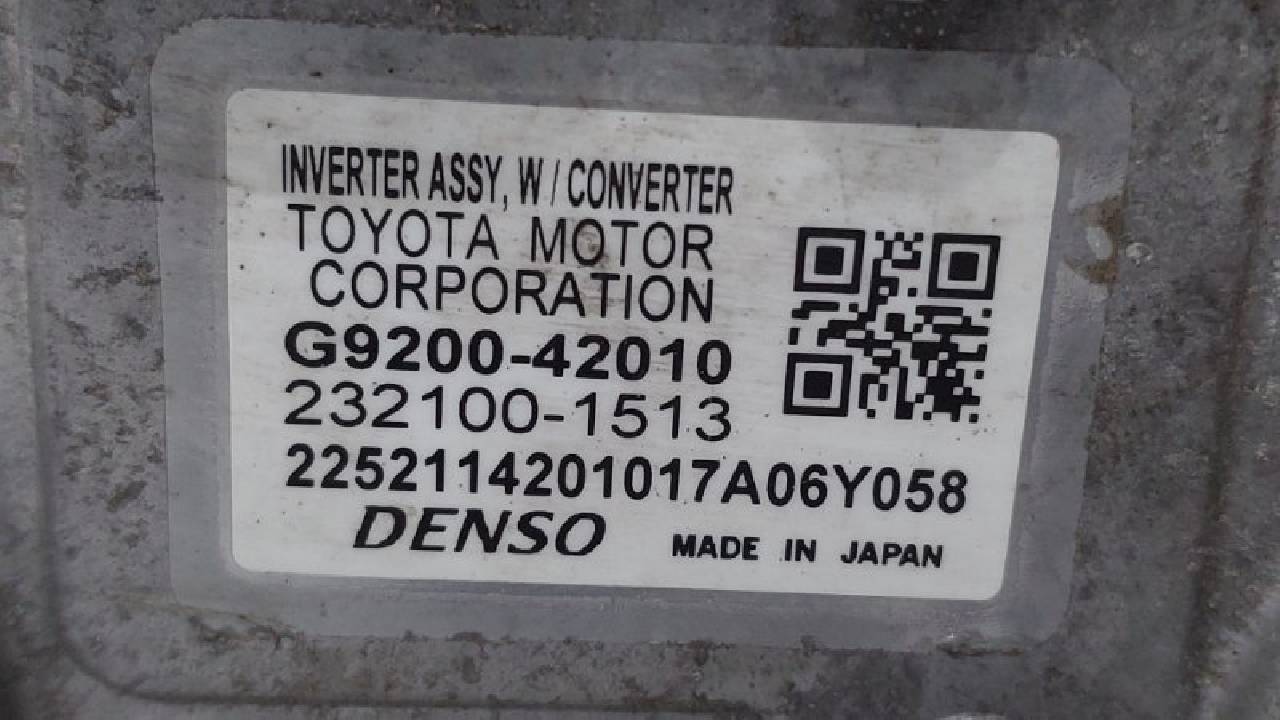 INVERTER ASSY, W / CONVERTER
TOYOTA MOTOR
CORPORATION
G9200-42010
232100-1513
2252114201017A06Y058
DENSO MADE IN JAPAN